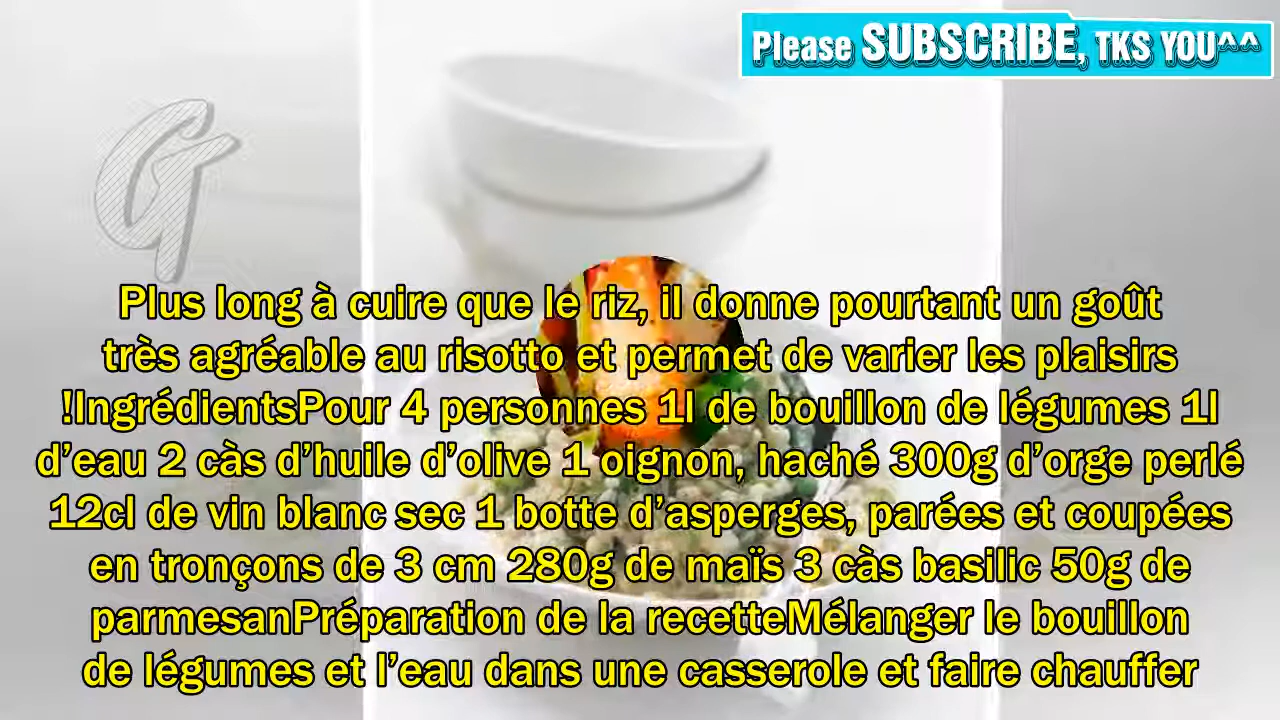 Please SUBSCRIBE, TKS YOU^^
G
Plus long à cuire que le riz, il donne pourtant un goût
très agréable au risotto et permet de varier les plaisirs
!IngrédientsPour 4 personnes 1l de bouillon de légumes 1l
d’eau 2 càs d’huile d’olive 1 oignon, haché 300g d’orge perlé
12cl de vin blanc sec 1 botte d’asperges, parées et coupées
en tronçons de 3 cm 280g de maïs 3 càs basilic 50g de
parmesanPréparation de la recetteMélanger le bouillon
de légumes et l’eau dans une casserole et faire chauffer